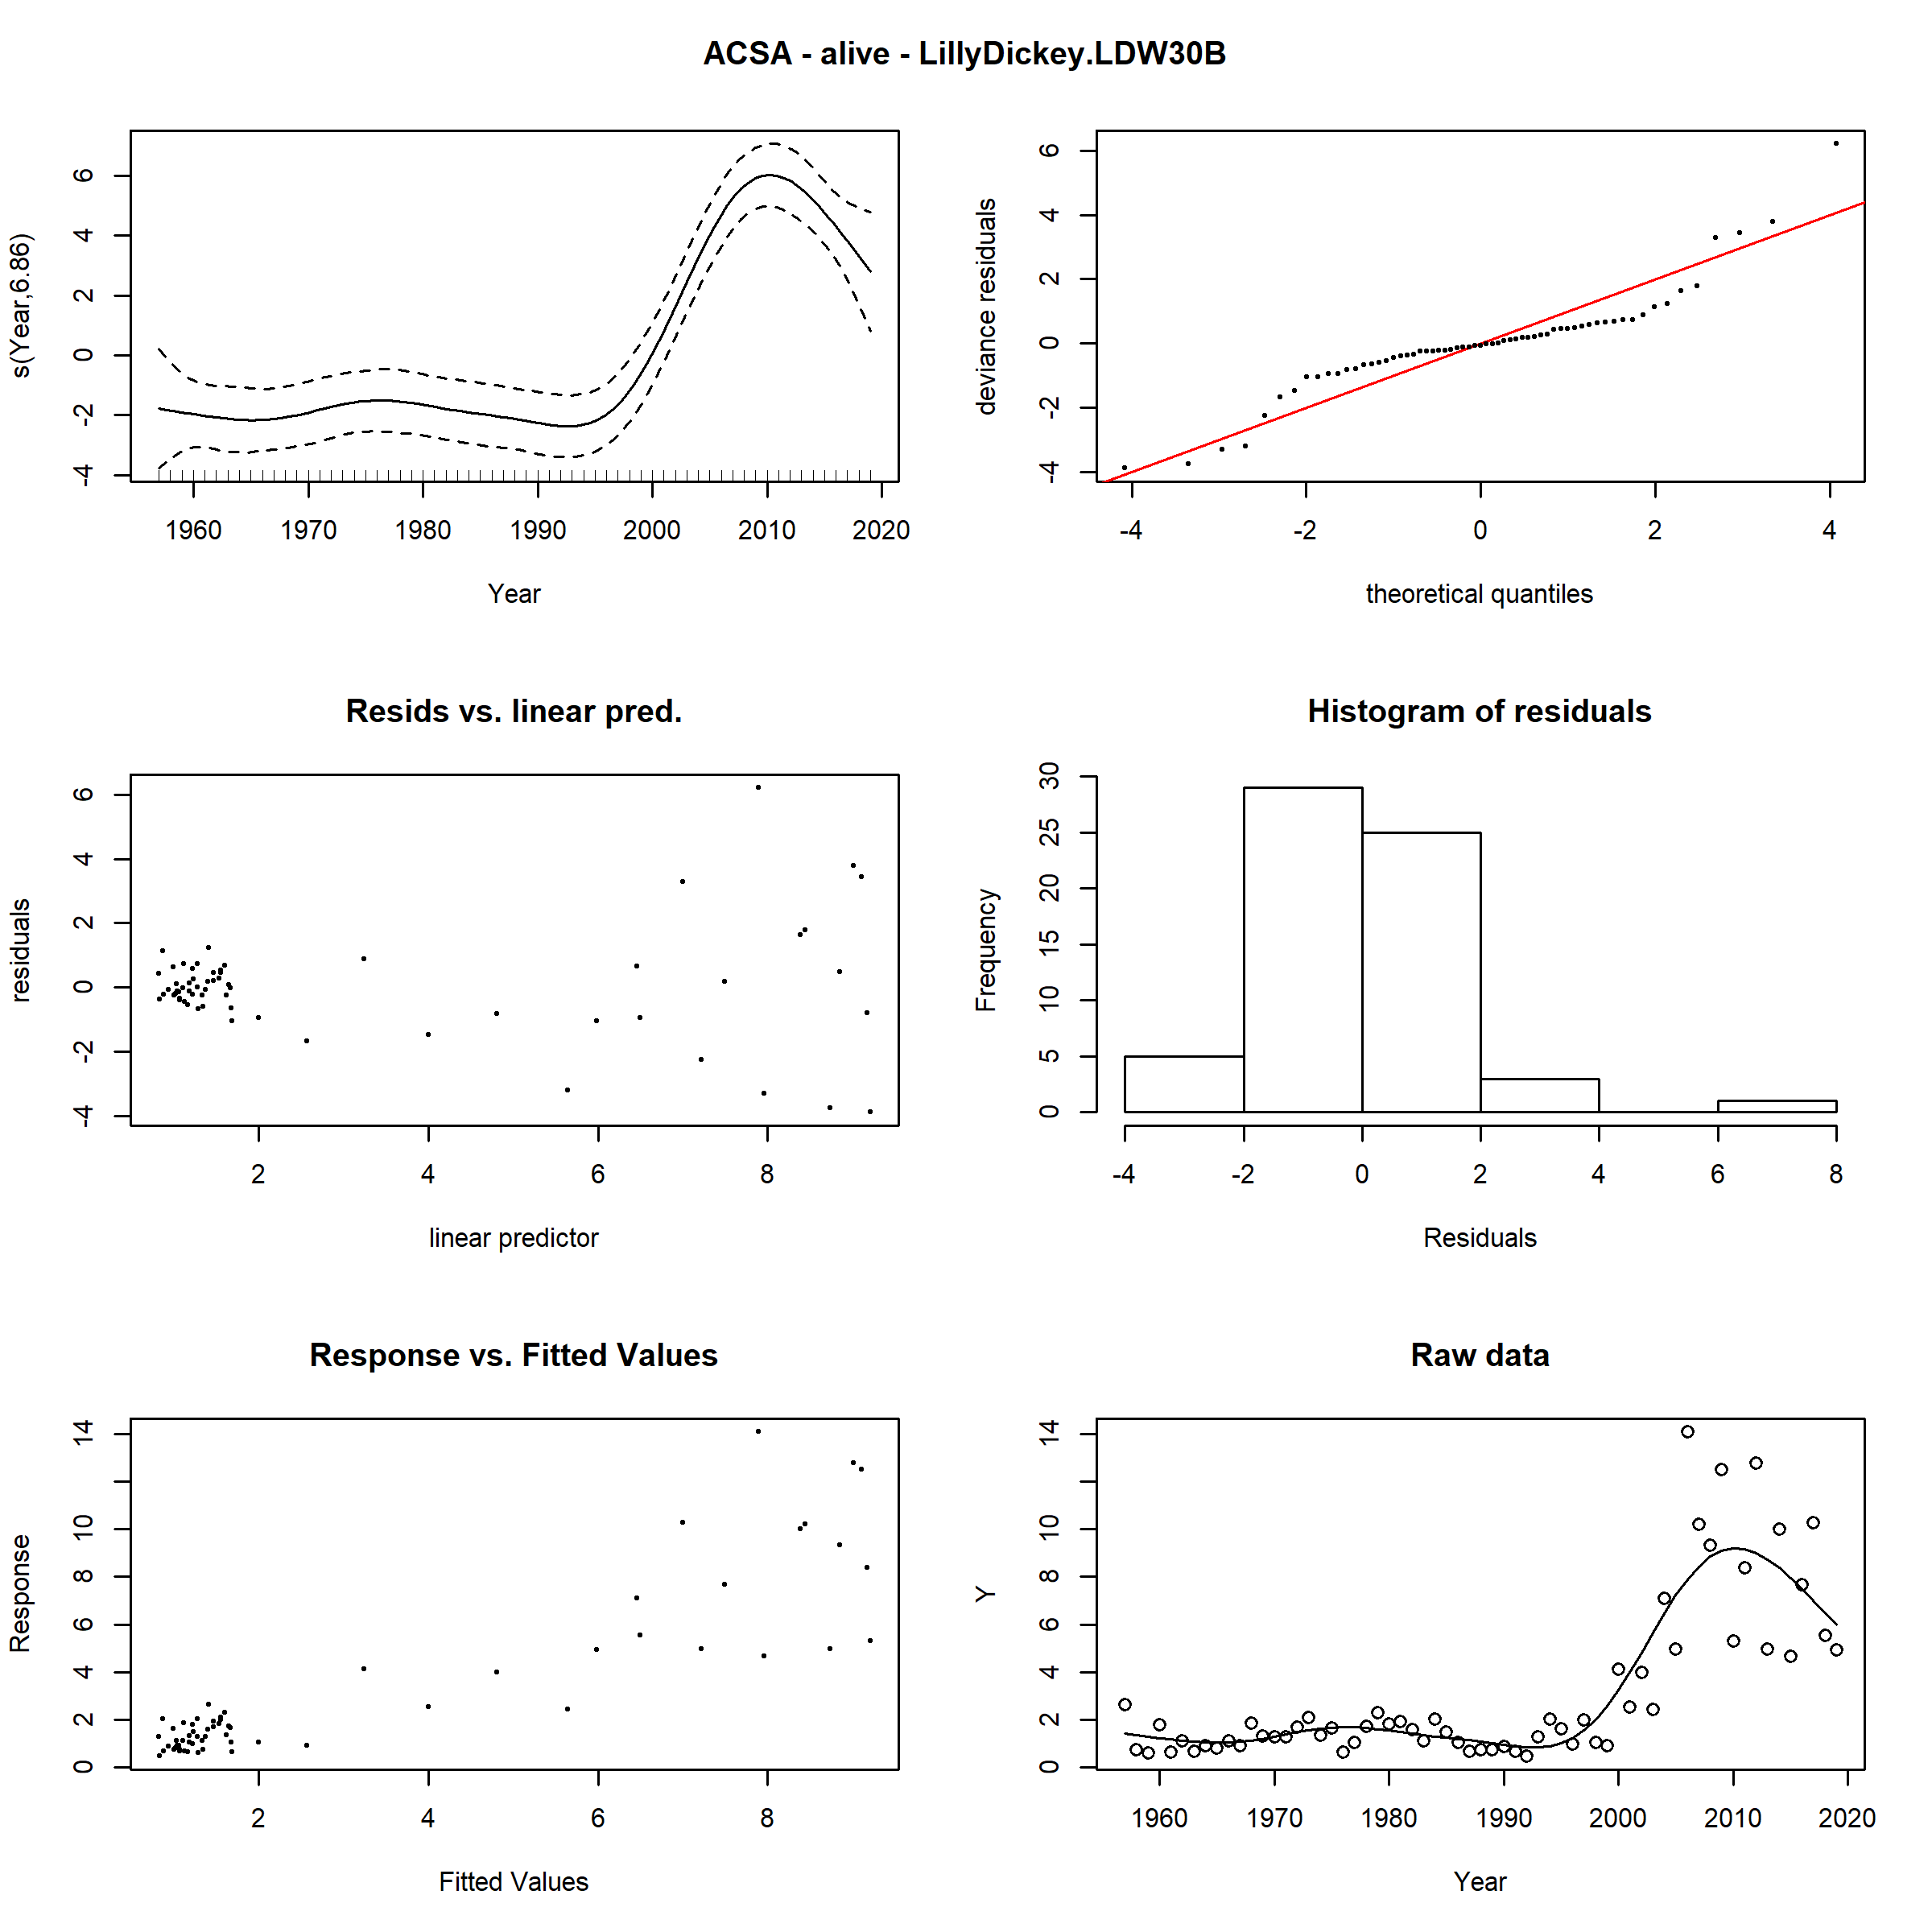 ACSA - alive - LillyDickey.LDW30B
s(Year,6.86)
6
4
2
0
-2
-4
1960 1970 1980 1990 2000 2010 2020
Year
deviance residuals
6
4
2
0
-2
-4
-4 -2 0 2 4
theoretical quantiles
Resids vs. linear pred.
residuals
6
4
2
0
-2
-4
2 4 6 8
linear predictor
Histogram of residuals
Frequency
30
25
20
15
10
5
0
-4 -2 0 2 4 6 8
Residuals
Response vs. Fitted Values
Response
14
10
8
6
4
2
0
2 4 6 8
Fitted Values
Raw data
Y
14
10
8
6
4
2
0
1960 1970 1980 1990 2000 2010 2020
Year